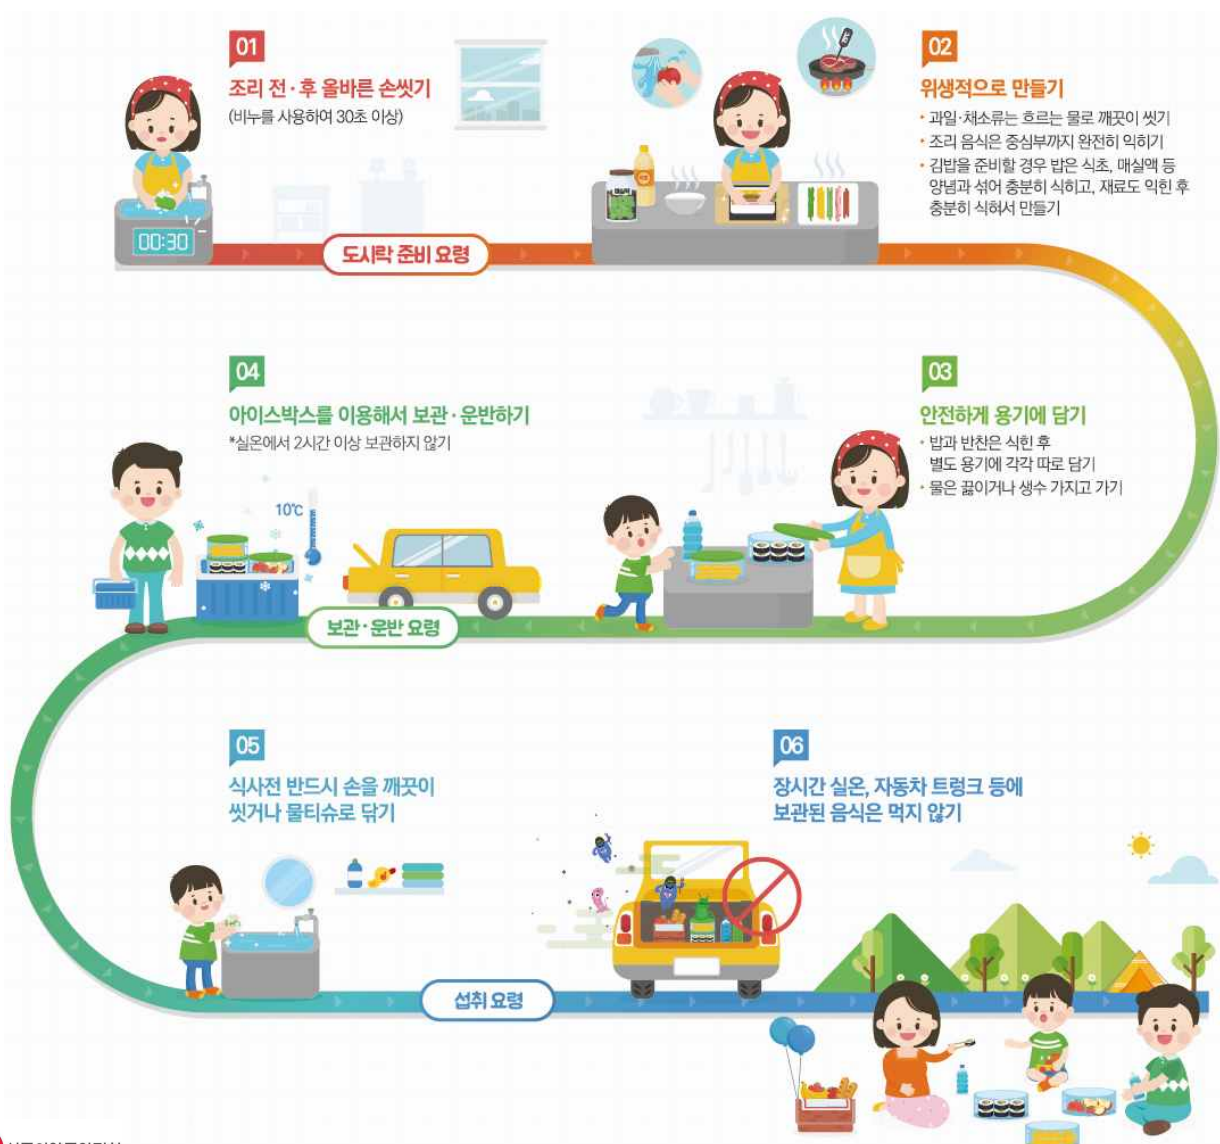 01
조리 전·후 올바른 손씻기
(비누를 사용하여 30초 이상)
00:30
02
위생적으로 만들기
· 과일·채소류는 흐르는 물로 깨끗이 씻기
· 조리 음식은 중심부까지 완전히 익히기
· 김밥을 준비할 경우 밥은 식초, 매실액 등
양념과 섞어 충분히 식히고, 재료도 익힌 후
충분히 식혀서 만들기
매실액
도시락 준비 요령
03
안전하게 용기에 담기
· 밥과 반찬은 식힌 후
별도 용기에 각각 따로 담기
· 물은 끓이거나 생수 가지고 가기
04
아이스박스를 이용해서 보관·운반하기
*실온에서 2시간 이상 보관하지 않기
10℃
보관·운반 요령
05
식사전 반드시 손을 깨끗이
씻거나 물티슈로 닦기
06
장시간 실온, 자동차 트렁크 등에
보관된 음식은 먹지 않기
섭취 요령